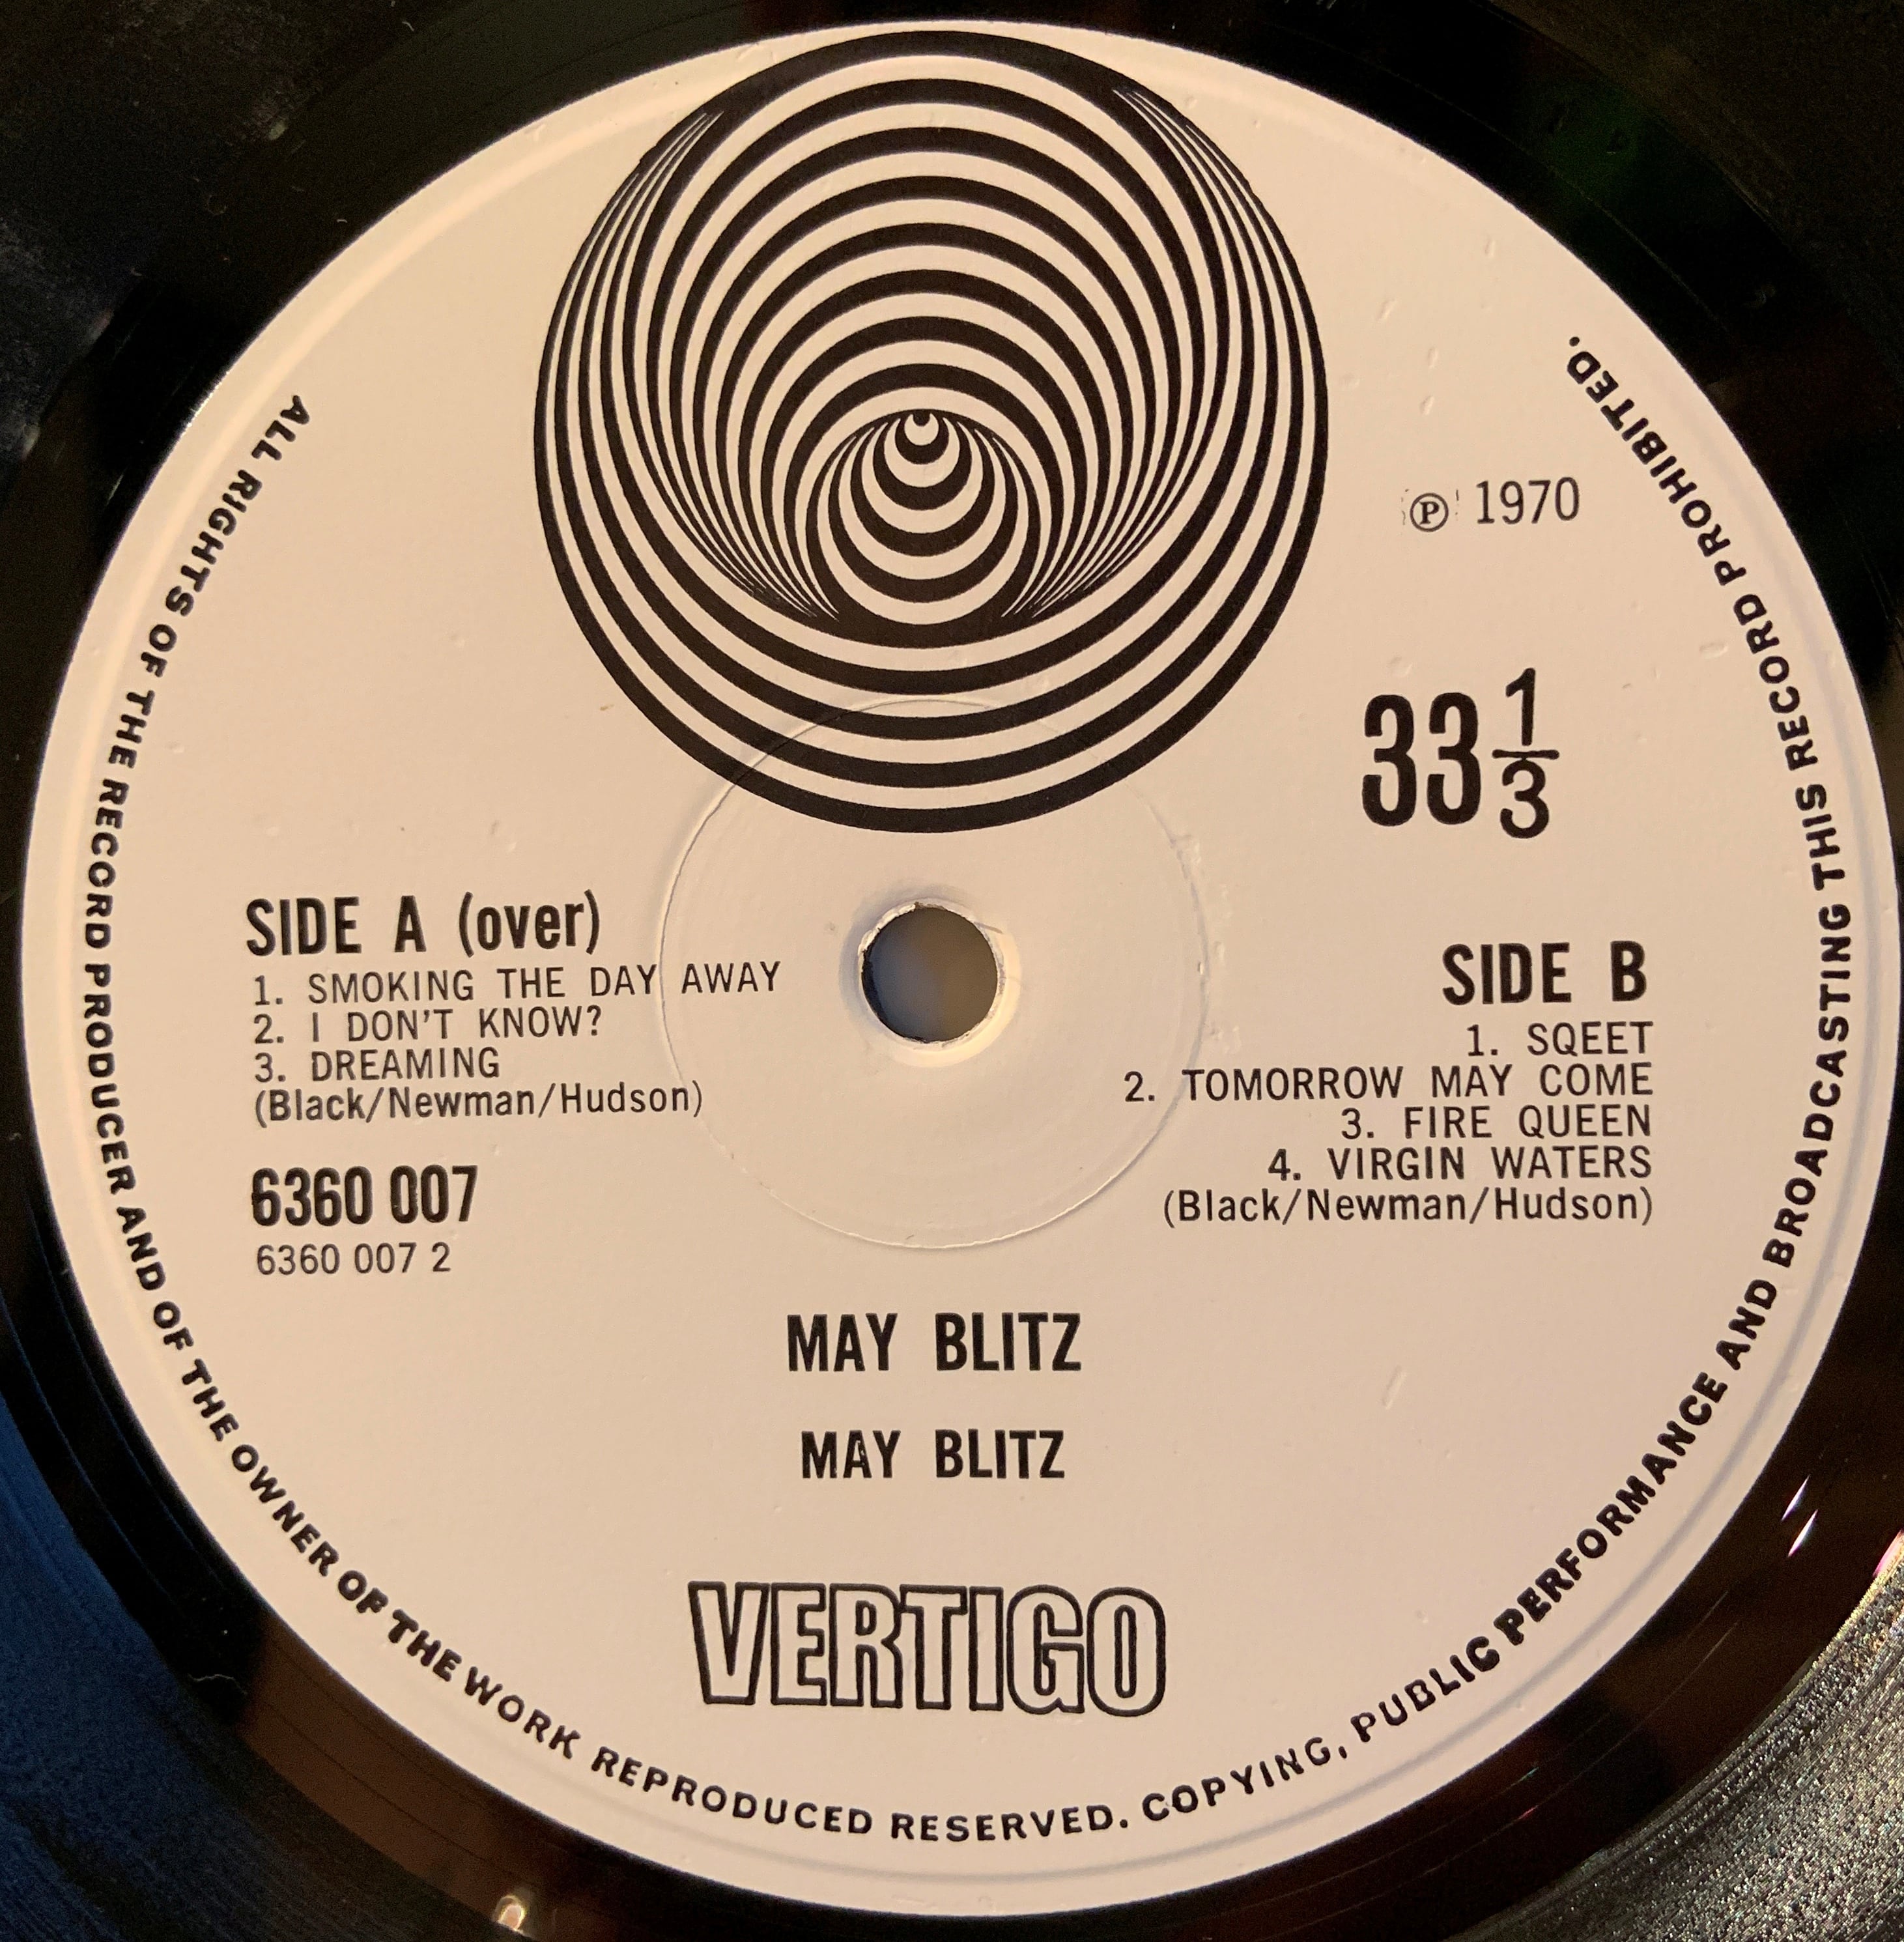 ℗ 1970
33 1/3
SIDE A (over)
1. SMOKING THE DAY AWAY
2. I DON'T KNOW?
3. DREAMING
(Black/Newman/Hudson)
6360 007
6360 007 2
SIDE B
1. SQEET
2. TOMORROW MAY COME
3. FIRE QUEEN
4. VIRGIN WATERS
(Black/Newman/Hudson)
MAY BLITZ
MAY BLITZ
VERTIGO
ALL RIGHTS OF THE RECORD PRODUCER AND OF THE OWNER OF THE WORK REPRODUCED RESERVED. COPYING, PUBLIC PERFORMANCE AND BROADCASTING THIS RECORD PROHIBITED.